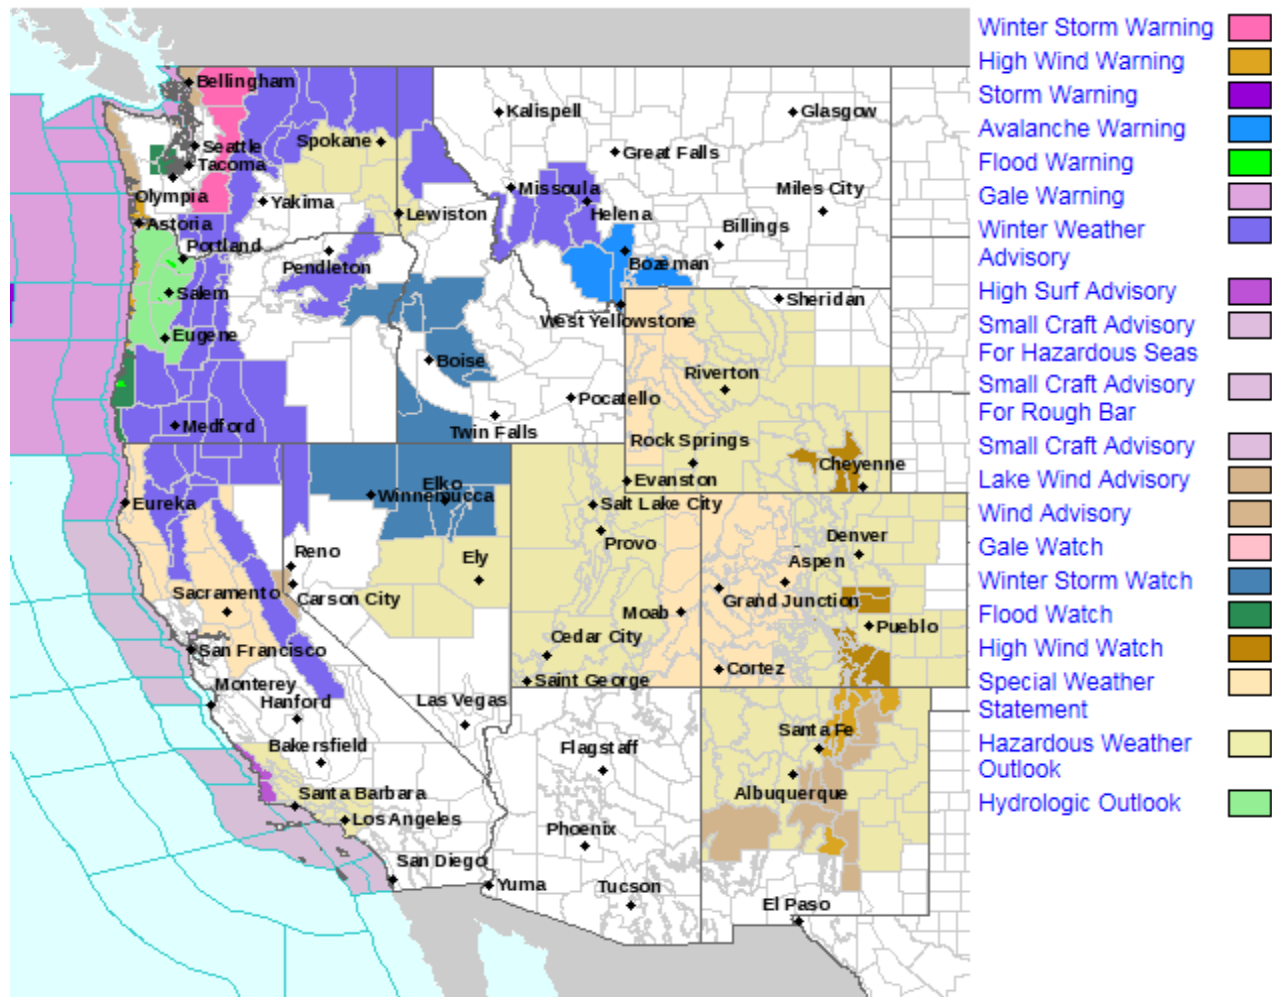 Bellingham
Seattle
Tacoma
Olympia
Astoria
Portland
Salem
Eugene
Medford
Spokane
Yakima
Lewiston
Pendleton
Kalispell
Glasgow
Great Falls
Missoula
Helena
Miles City
Billings
Bozeman
West Yellowstone
Sheridan
Boise
Pocatello
Twin Falls
Riverton
Rock Springs
Cheyenne
Evanston
Eureka
Elko
Winnemucca
Salt Lake City
Provo
Reno
Ely
Denver
Aspen
Sacramento
Carson City
Moab
Grand Junction
Pueblo
San Francisco
Cedar City
Cortez
Saint George
Monterey
Hanford
Las Vegas
Bakersfield
Flagstaff
Santa Fe
Santa Barbara
Albuquerque
Los Angeles
Phoenix
San Diego
Yuma
Tucson
El Paso
Winter Storm Warning
High Wind Warning
Storm Warning
Avalanche Warning
Flood Warning
Gale Warning
Winter Weather
Advisory
High Surf Advisory
Small Craft Advisory
For Hazardous Seas
Small Craft Advisory
For Rough Bar
Small Craft Advisory
Lake Wind Advisory
Wind Advisory
Gale Watch
Winter Storm Watch
Flood Watch
High Wind Watch
Special Weather
Statement
Hazardous Weather
Outlook
Hydrologic Outlook